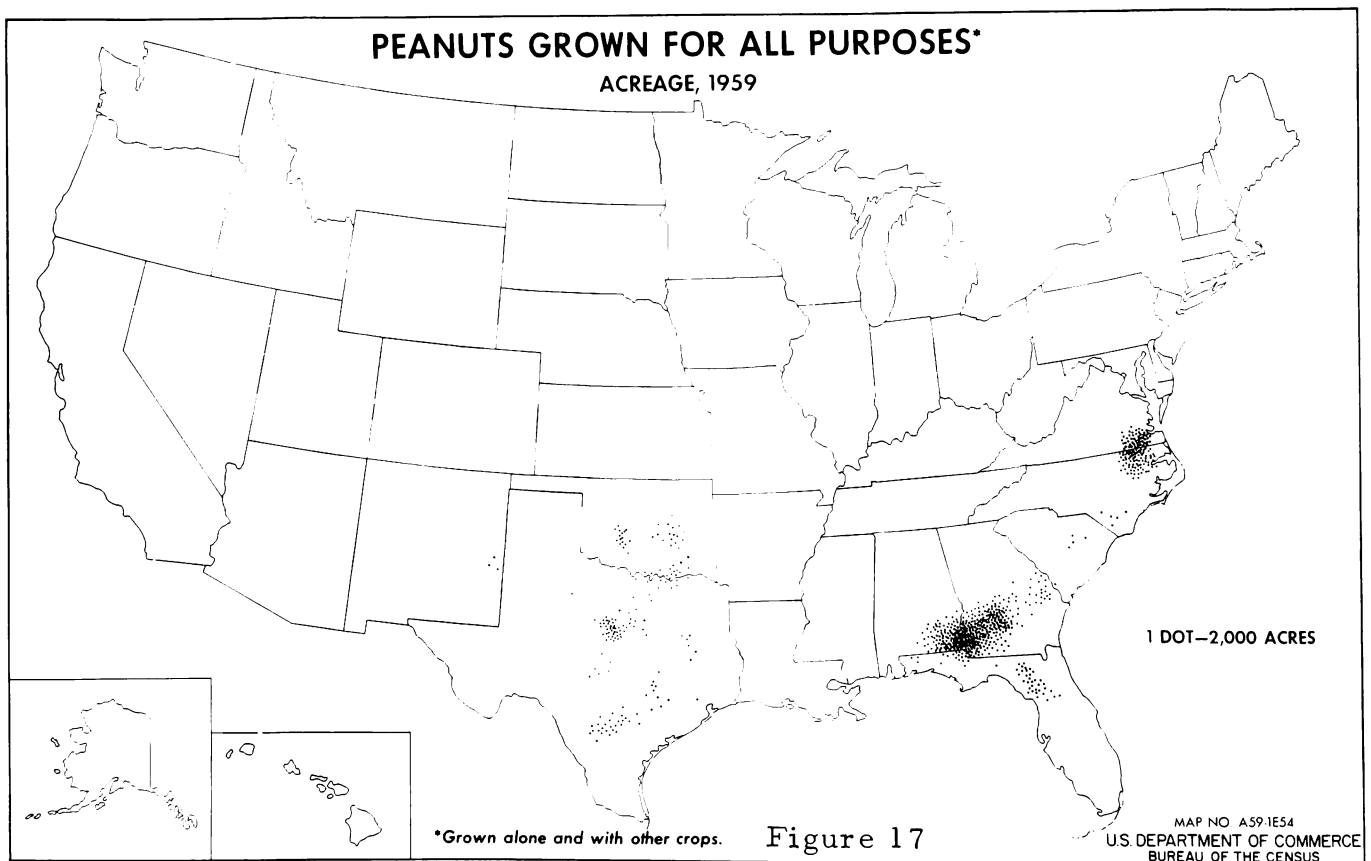 PEANUTS GROWN FOR ALL PURPOSES*
ACREAGE, 1959
1 DOT—2,000 ACRES
*Grown alone and with other crops.
Figure 17
MAP NO A59-1E54
U.S. DEPARTMENT OF COMMERCE
BUREAU OF THE CENSUS